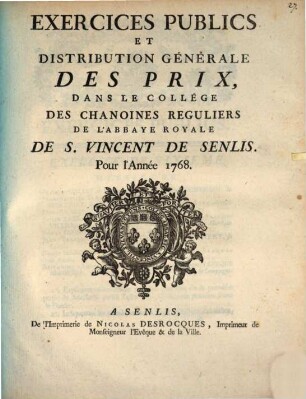 EXERCICES PUBLICS
ET
DISTRIBUTION GÉNÉRALE
DES PRIX,
DANS LE COLLÉGE
DES CHANOINES REGULIERS
DE L'ABBAYE ROYALE
DE S. VINCENT DE SENLIS.
Pour l'Année 1768.
A SENLIS,
De l'Imprimerie de NICOLAS DESROCQUES, Imprimeur de
Monseigneur l'Evêque & de la Ville.